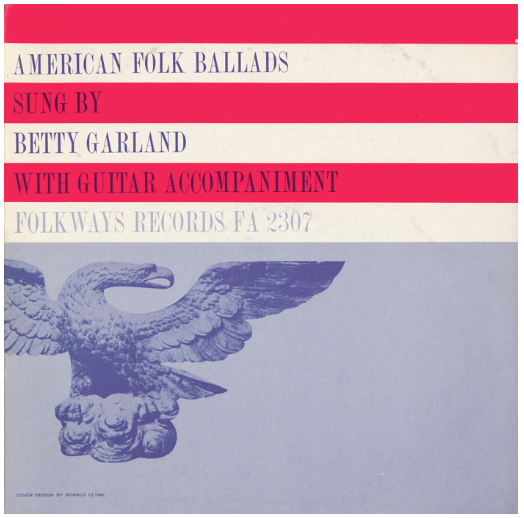 AMERICAN FOLK BALLADS
SUNG BY
BETTY GARLAND
WITH GUITAR ACCOMPANIMENT
FOLKWAYS RECORDS FA 2307
COVER DESIGN BY RONALD CLYNE